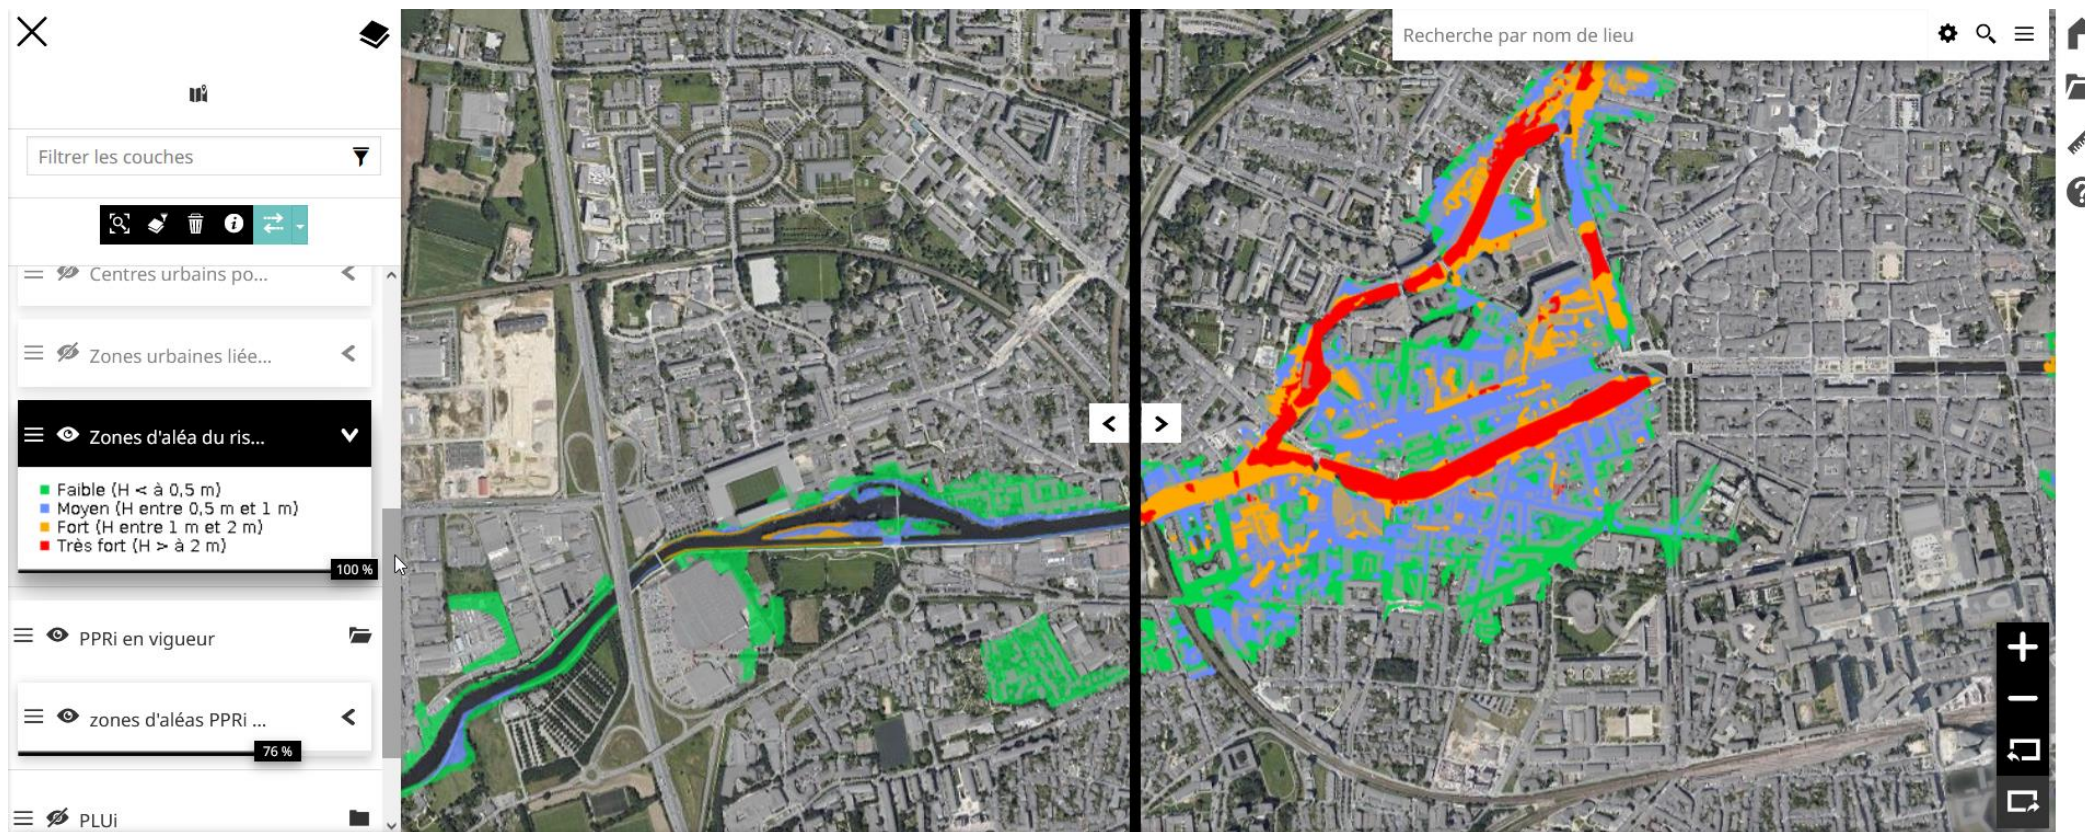 Recherche par nom de lieu
Filtrer les couches
Centres urbains po...
Zones urbaines liée...
Zones d'aléa du ris...
Faible (H < à 0,5 m)
Moyen (H entre 0,5 m et 1 m)
Fort (H entre 1 m et 2 m)
Très fort (H > à 2 m)
100 %
PPRi en vigueur
zones d'aléas PPRi ...
76 %
PLUi